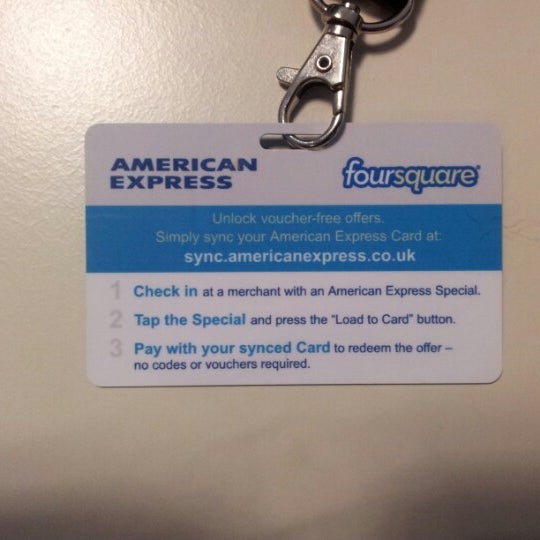 AMERICAN
EXPRESS
foursquare®
Unlock voucher-free offers.
Simply sync your American Express Card at:
sync.americanexpress.co.uk
1 Check in at a merchant with an American Express Special.
2 Tap the Special and press the “Load to Card” button.
3 Pay with your synced Card to redeem the offer –
no codes or vouchers required.